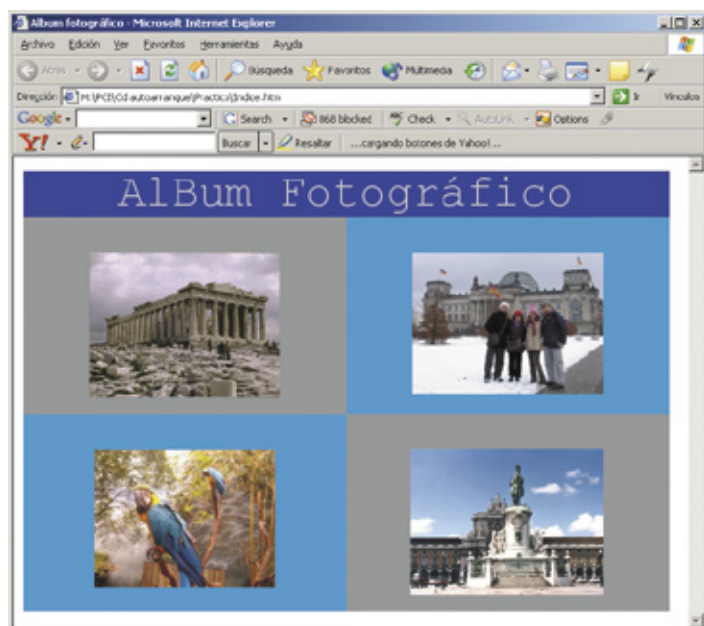 Album fotográfico - Microsoft Internet Explorer
Archivo Edición Ver Favoritos Herramientas Ayuda
Atrás Búsqueda Favoritos Multimedia
Dirección Ir Vínculos
Google Search 868 blocked Check AutoLink Options
Y! Buscar Resaltar ...cargando botones de Yahoo!...
AlBum Fotográfico